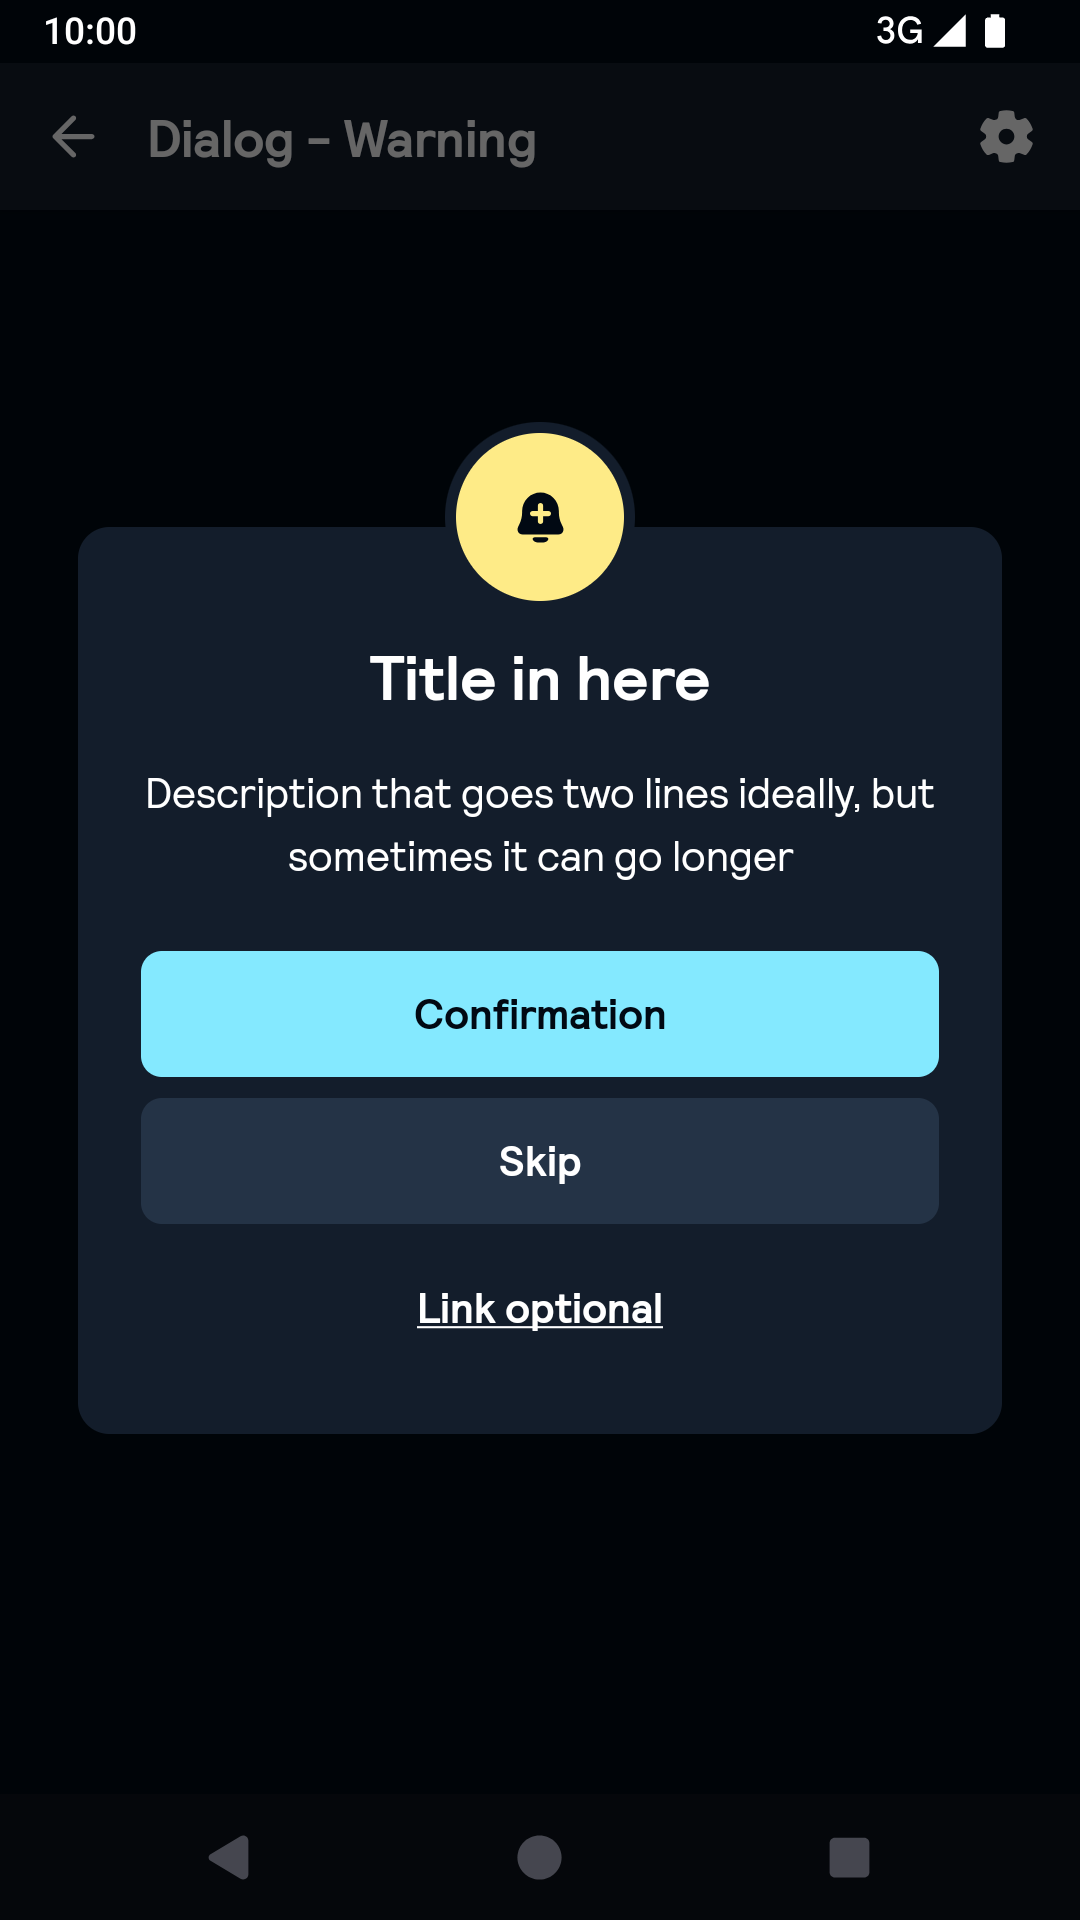 10:00
3G
Dialog - Warning
Title in here
Description that goes two lines ideally, but
sometimes it can go longer
Confirmation
Skip
Link optional